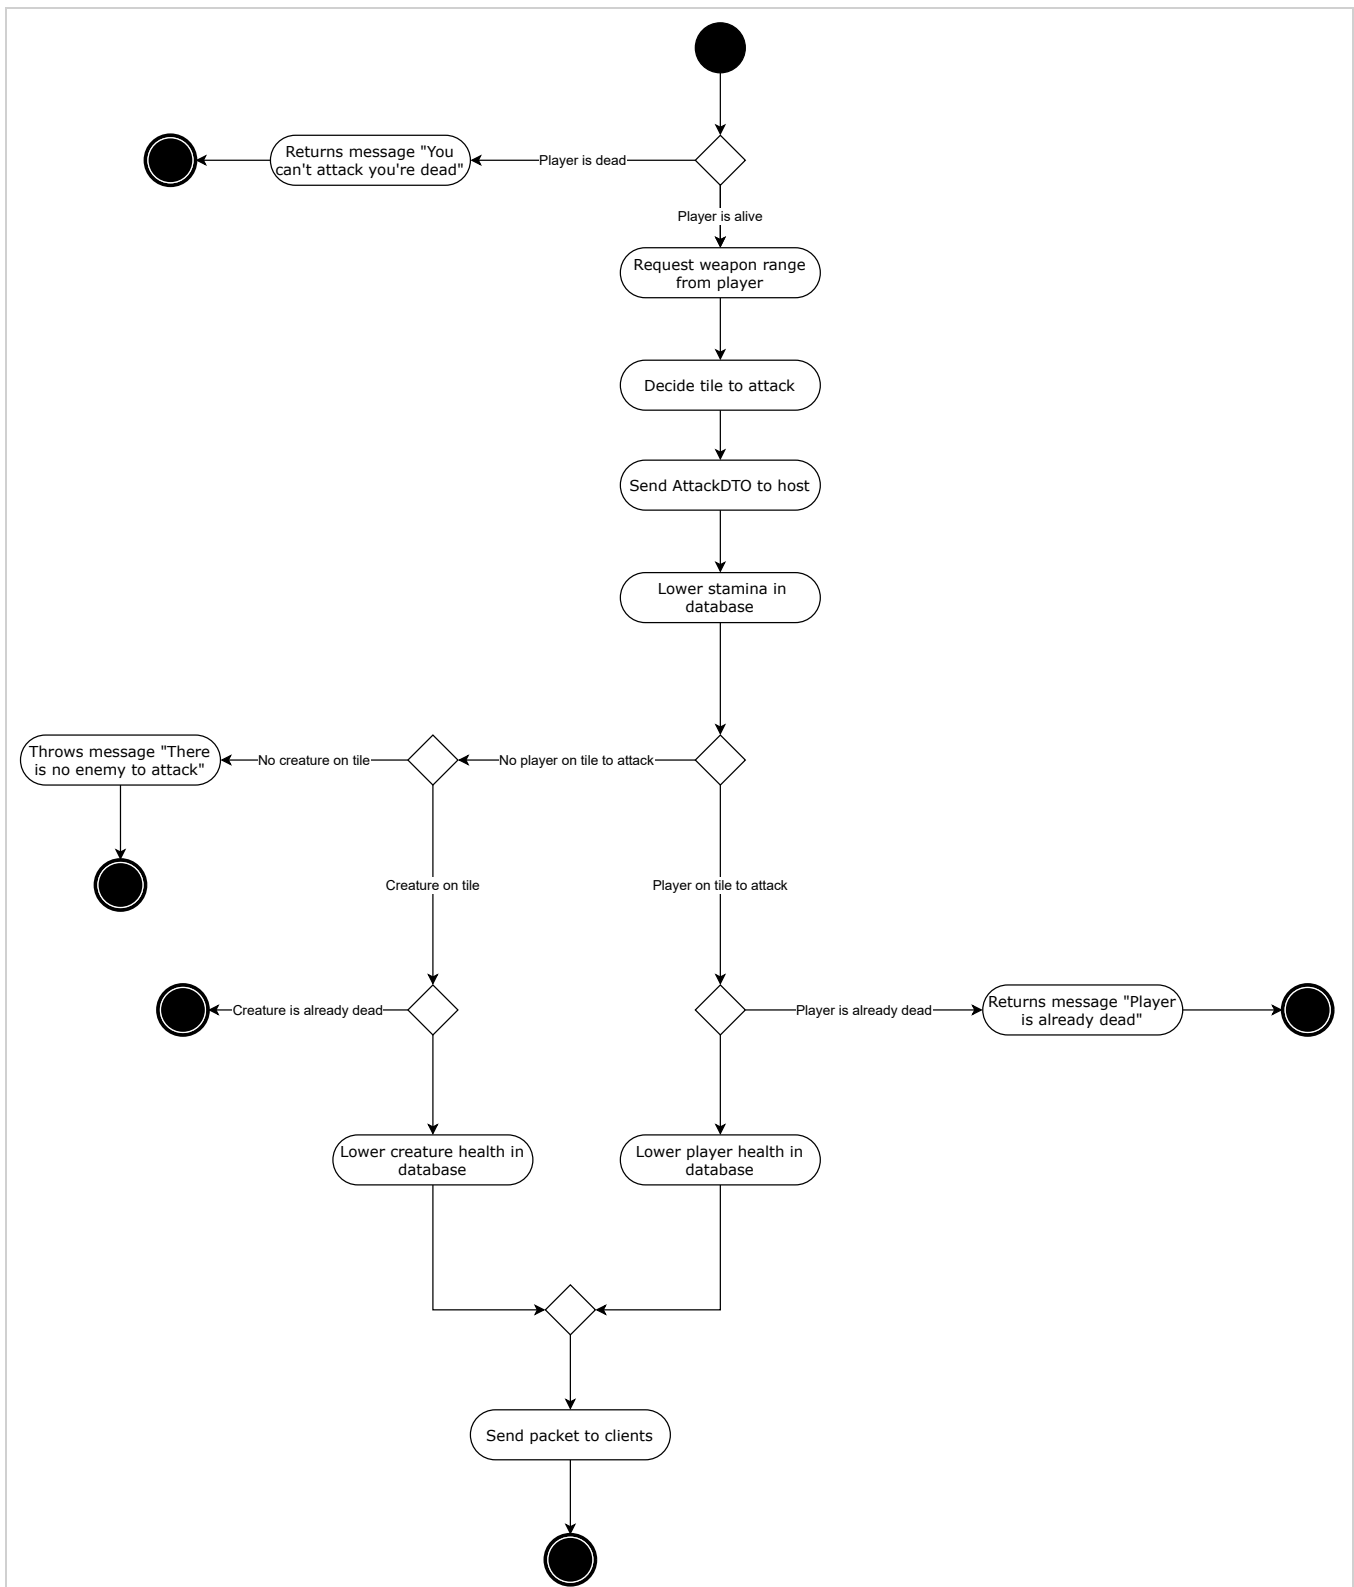 Returns message "You
can't attack you're dead"
Player is dead
Player is alive
Request weapon range
from player
Decide tile to attack
Send AttackDTO to host
Lower stamina in
database
Throws message "There
is no enemy to attack"
No creature on tile
No player on tile to attack
Creature on tile
Player on tile to attack
Creature is already dead
Player is already dead
Returns message "Player
is already dead"
Lower creature health in
database
Lower player health in
database
Send packet to clients